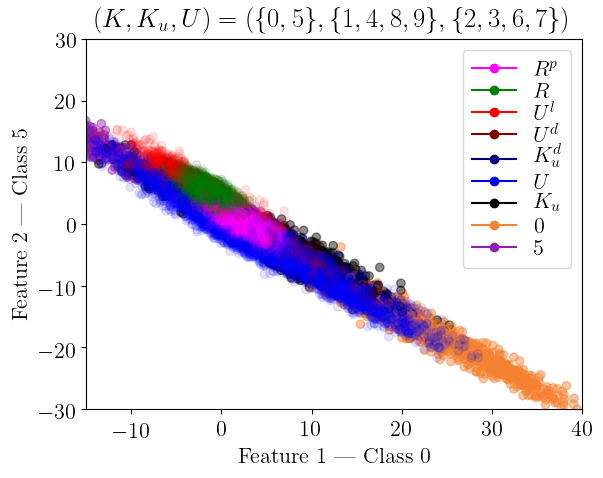 (K, K_u, U) = ({0, 5}, {1, 4, 8, 9}, {2, 3, 6, 7})
30
20
10
0
−10
−20
−30
Feature 2 — Class 5
R^p
R
U^l
U^d
K_u^d
U
K_u
0
5
−10
0
10
20
30
40
Feature 1 — Class 0